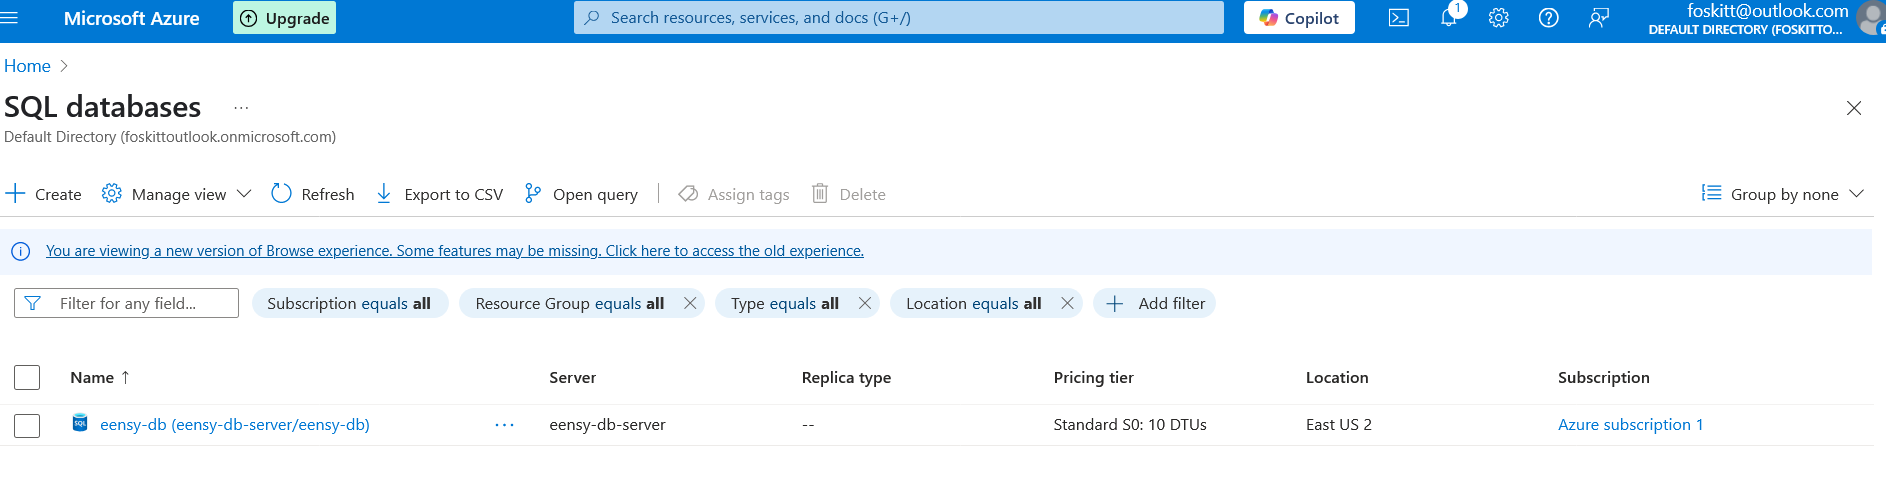 Microsoft Azure Upgrade Search resources, services, and docs (G+/) Copilot 1 foskitt@outlook.com
DEFAULT DIRECTORY (FOSKITTO...
Home
SQL databases ...
Default Directory (foskittoutlook.onmicrosoft.com)
Create Manage view Refresh Export to CSV Open query Assign tags Delete Group by none
You are viewing a new version of Browse experience. Some features may be missing. Click here to access the old experience.
Filter for any field... Subscription equals all Resource Group equals all Type equals all Location equals all Add filter
Name ↑ Server Replica type Pricing tier Location Subscription
SQL eensy-db (eensy-db-server/eensy-db) ... eensy-db-server -- Standard S0: 10 DTUs East US 2 Azure subscription 1